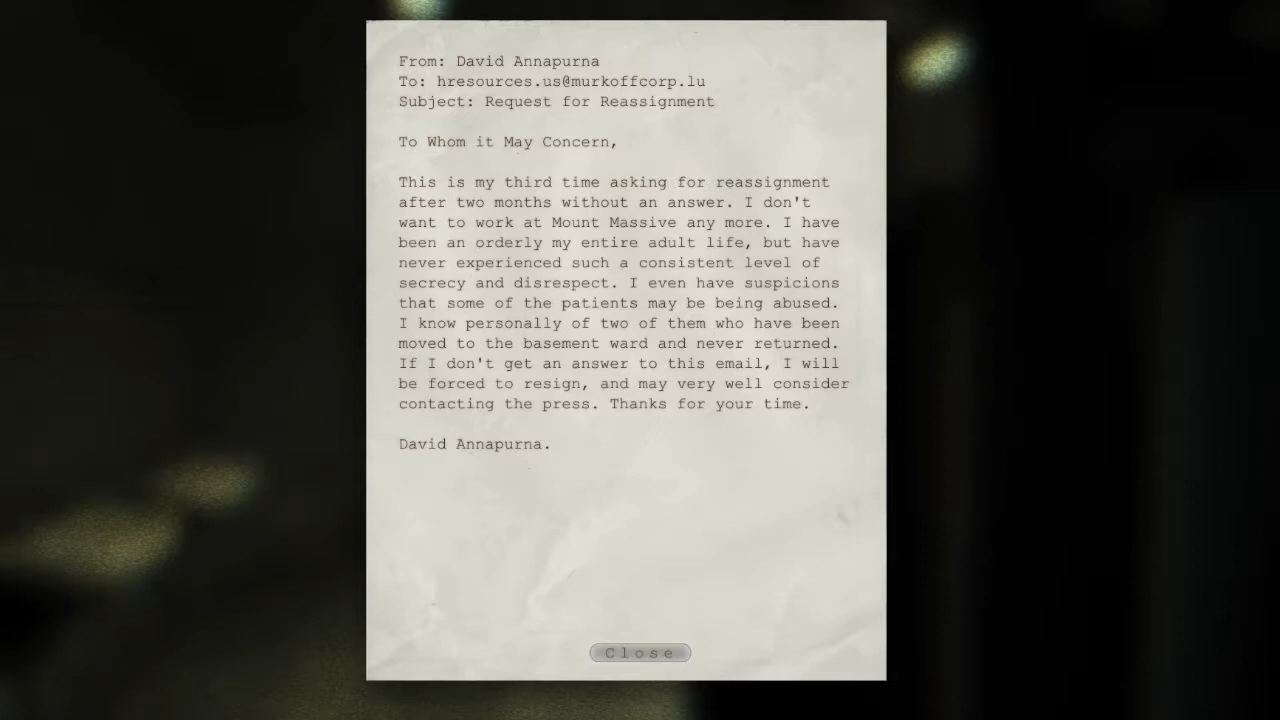 From: David Annapurna
To: hresources.us@murkoffcorp.lu
Subject: Request for Reassignment
To Whom it May Concern,
This is my third time asking for reassignment
after two months without an answer. I don't
want to work at Mount Massive any more. I have
been an orderly my entire adult life, but have
never experienced such a consistent level of
secrecy and disrespect. I even have suspicions
that some of the patients may be being abused.
I know personally of two of them who have been
moved to the basement ward and never returned.
If I don't get an answer to this email, I will
be forced to resign, and may very well consider
contacting the press. Thanks for your time.
David Annapurna.
Close